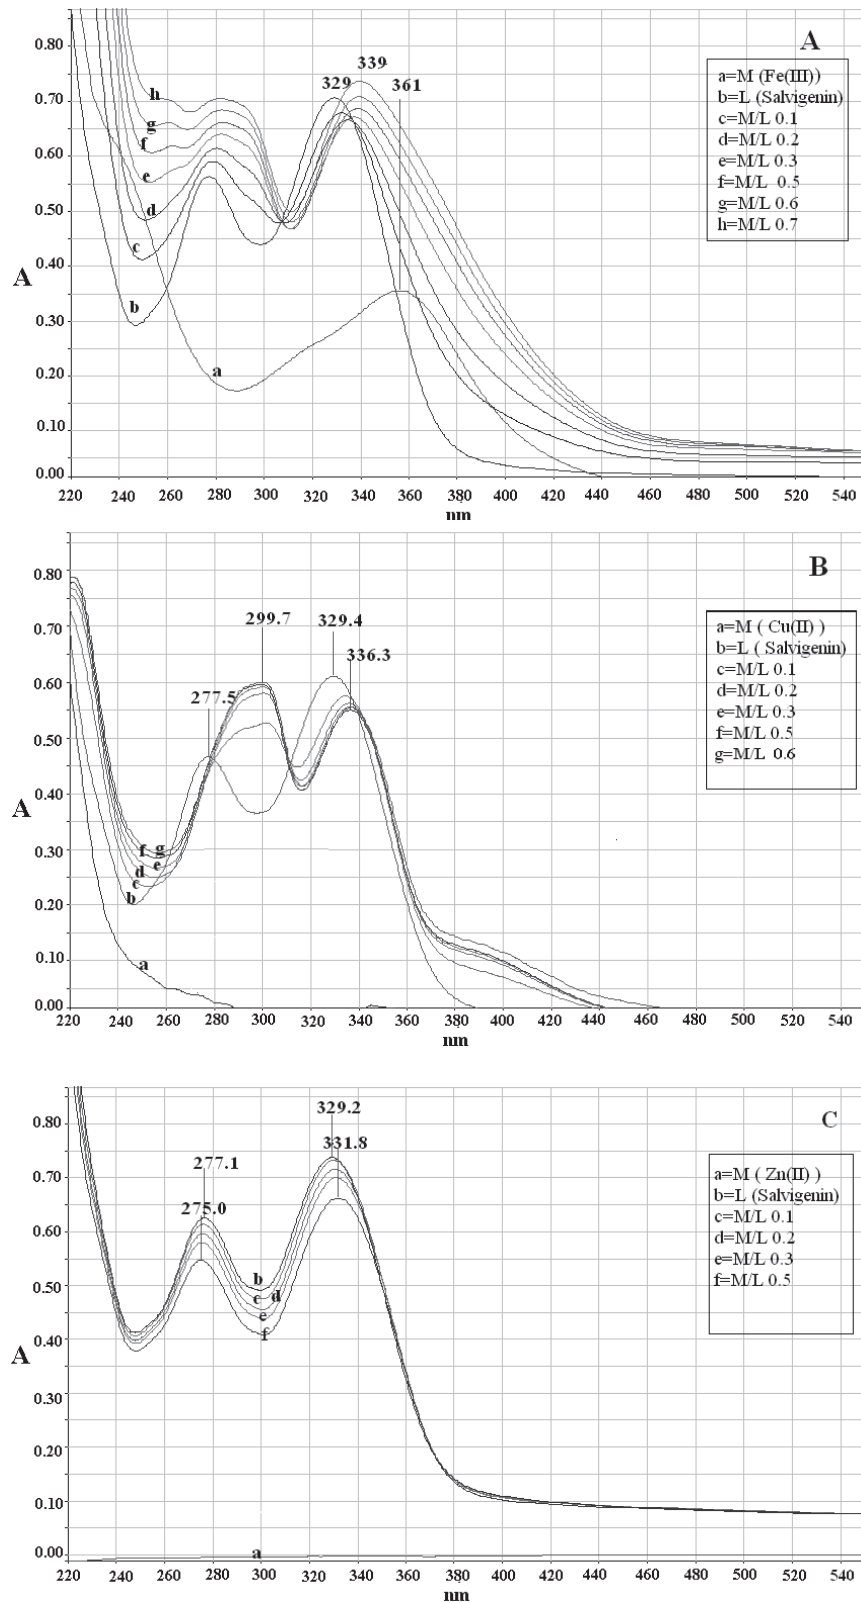 A
0.80
0.70
0.60
0.50
0.40
0.30
0.20
0.10
0.00
A
329
339
361
h
g
f
e
d
c
b
a
a=M (Fe(III))
b=L (Salvigenin)
c=M/L 0.1
d=M/L 0.2
e=M/L 0.3
f=M/L 0.5
g=M/L 0.6
h=M/L 0.7
220 240 260 280 300 320 340 360 380 400 420 440 460 480 500 520 540
nm
B
0.80
0.70
0.60
0.50
0.40
0.30
0.20
0.10
0.00
A
299.7
329.4
336.3
277.5
f g
d e
c
b
a
a=M ( Cu(II) )
b=L ( Salvigenin)
c=M/L 0.1
d=M/L 0.2
e=M/L 0.3
f=M/L 0.5
g=M/L 0.6
220 240 260 280 300 320 340 360 380 400 420 440 460 480 500 520 540
nm
C
0.80
0.70
0.60
0.50
0.40
0.30
0.20
0.10
0.00
A
329.2
331.8
277.1
275.0
b
c d
e
f
a
a=M ( Zn(II) )
b=L (Salvigenin)
c=M/L 0.1
d=M/L 0.2
e=M/L 0.3
f=M/L 0.5
220 240 260 280 300 320 340 360 380 400 420 440 460 480 500 520 540
nm